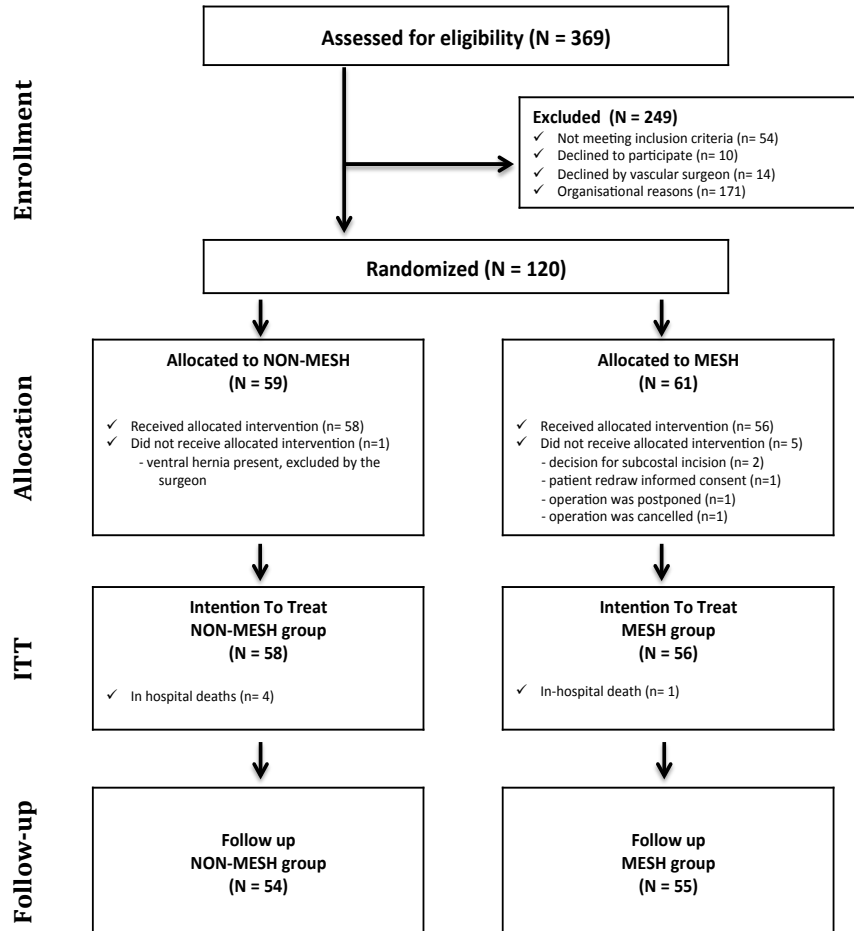 Enrollment
Assessed for eligibility (N = 369)
Excluded (N = 249)
✓ Not meeting inclusion criteria (n= 54)
✓ Declined to participate (n= 10)
✓ Declined by vascular surgeon (n= 14)
✓ Organisational reasons (n= 171)
Randomized (N = 120)
Allocation
Allocated to NON-MESH
(N = 59)
✓ Received allocated intervention (n= 58)
✓ Did not receive allocated intervention (n=1)
- ventral hernia present, excluded by the
surgeon
Allocated to MESH
(N = 61)
✓ Received allocated intervention (n= 56)
✓ Did not receive allocated intervention (n= 5)
- decision for subcostal incision (n= 2)
- patient redraw informed consent (n=1)
- operation was postponed (n=1)
- operation was cancelled (n=1)
ITT
Intention To Treat
NON-MESH group
(N = 58)
✓ In hospital deaths (n= 4)
Intention To Treat
MESH group
(N = 56)
✓ In-hospital death (n= 1)
Follow-up
Follow up
NON-MESH group
(N = 54)
Follow up
MESH group
(N = 55)